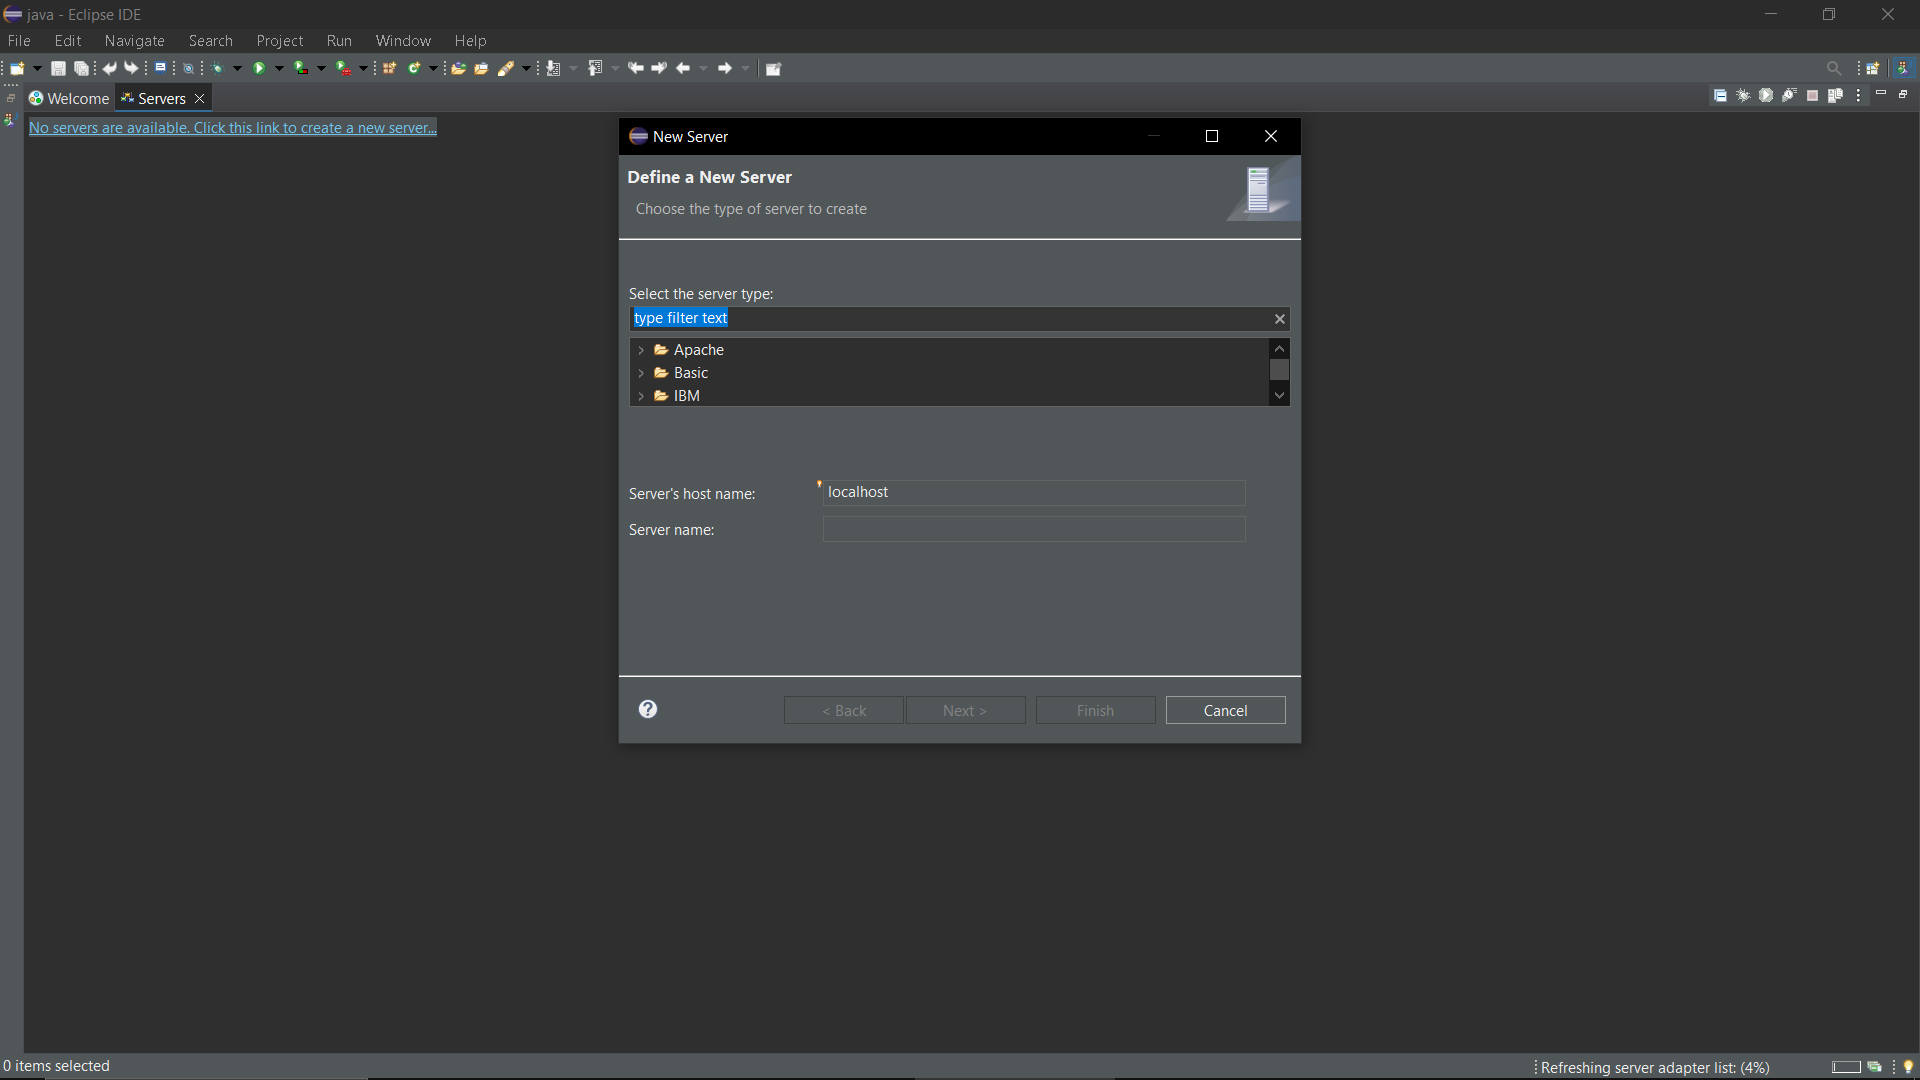 java - Eclipse IDE
File Edit Navigate Search Project Run Window Help
Welcome Servers
No servers are available. Click this link to create a new server...
New Server
Define a New Server
Choose the type of server to create
Select the server type:
type filter text
Apache
Basic
IBM
Server's host name: localhost
Server name:
< Back Next > Finish Cancel
0 items selected
Refreshing server adapter list: (4%)